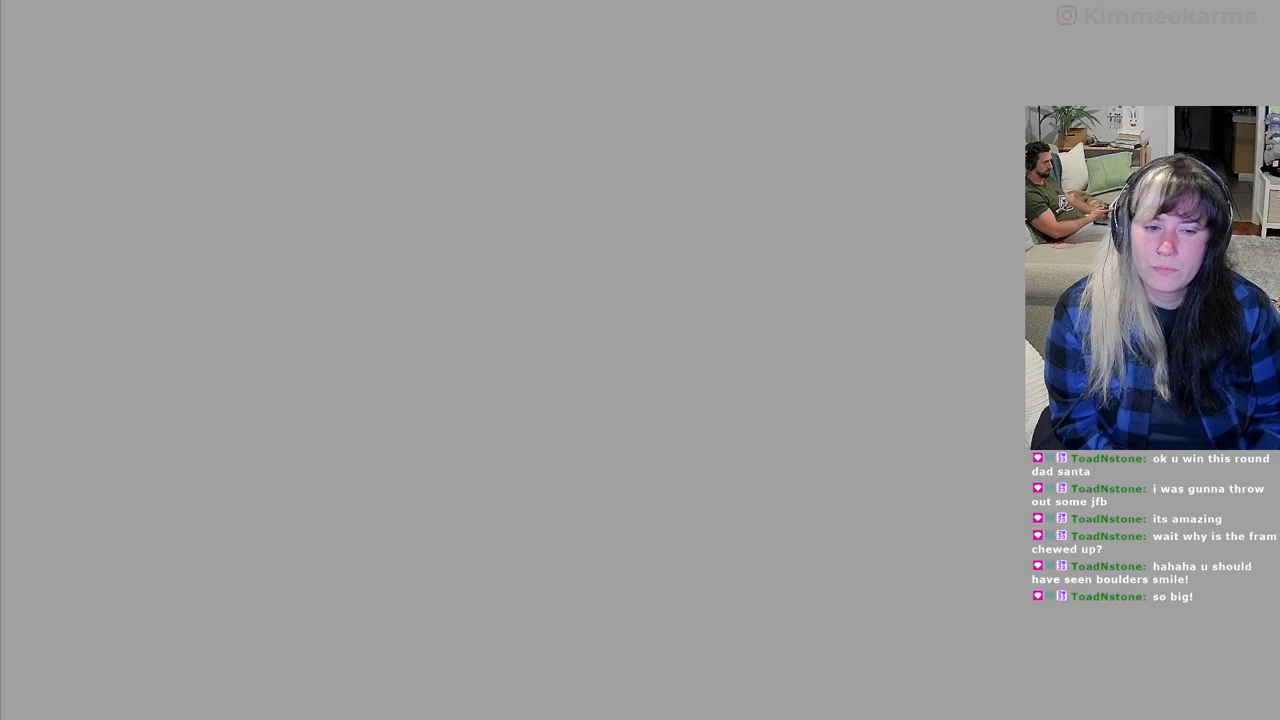 Kimmeekarma
ToadNstone: ok u win this round
dad santa
ToadNstone: i was gunna throw
out some jfb
ToadNstone: its amazing
ToadNstone: wait why is the fram
chewed up?
ToadNstone: hahaha u should
have seen boulders smile!
ToadNstone: so big!